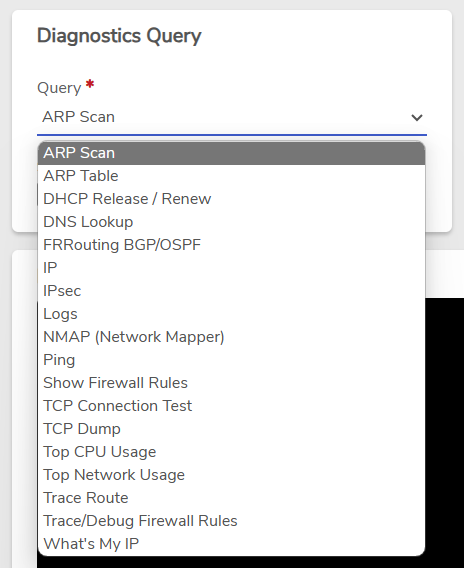 Diagnostics Query
Query *
ARP Scan
ARP Scan
ARP Table
DHCP Release / Renew
DNS Lookup
FRRouting BGP/OSPF
IP
IPsec
Logs
NMAP (Network Mapper)
Ping
Show Firewall Rules
TCP Connection Test
TCP Dump
Top CPU Usage
Top Network Usage
Trace Route
Trace/Debug Firewall Rules
What's My IP